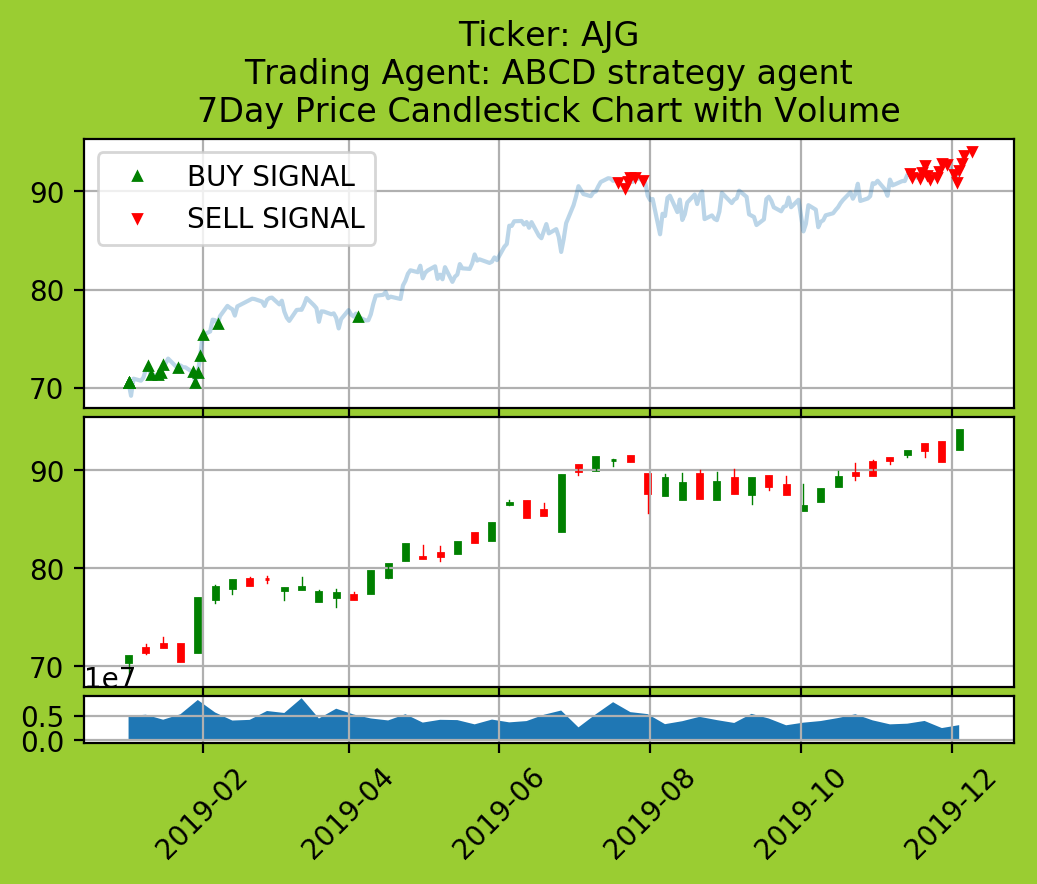 Ticker: AJG
Trading Agent: ABCD strategy agent
7Day Price Candlestick Chart with Volume
BUY SIGNAL
SELL SIGNAL
90
80
70
90
80
70
1e7
0.5
0.0
2019-02
2019-04
2019-06
2019-08
2019-10
2019-12